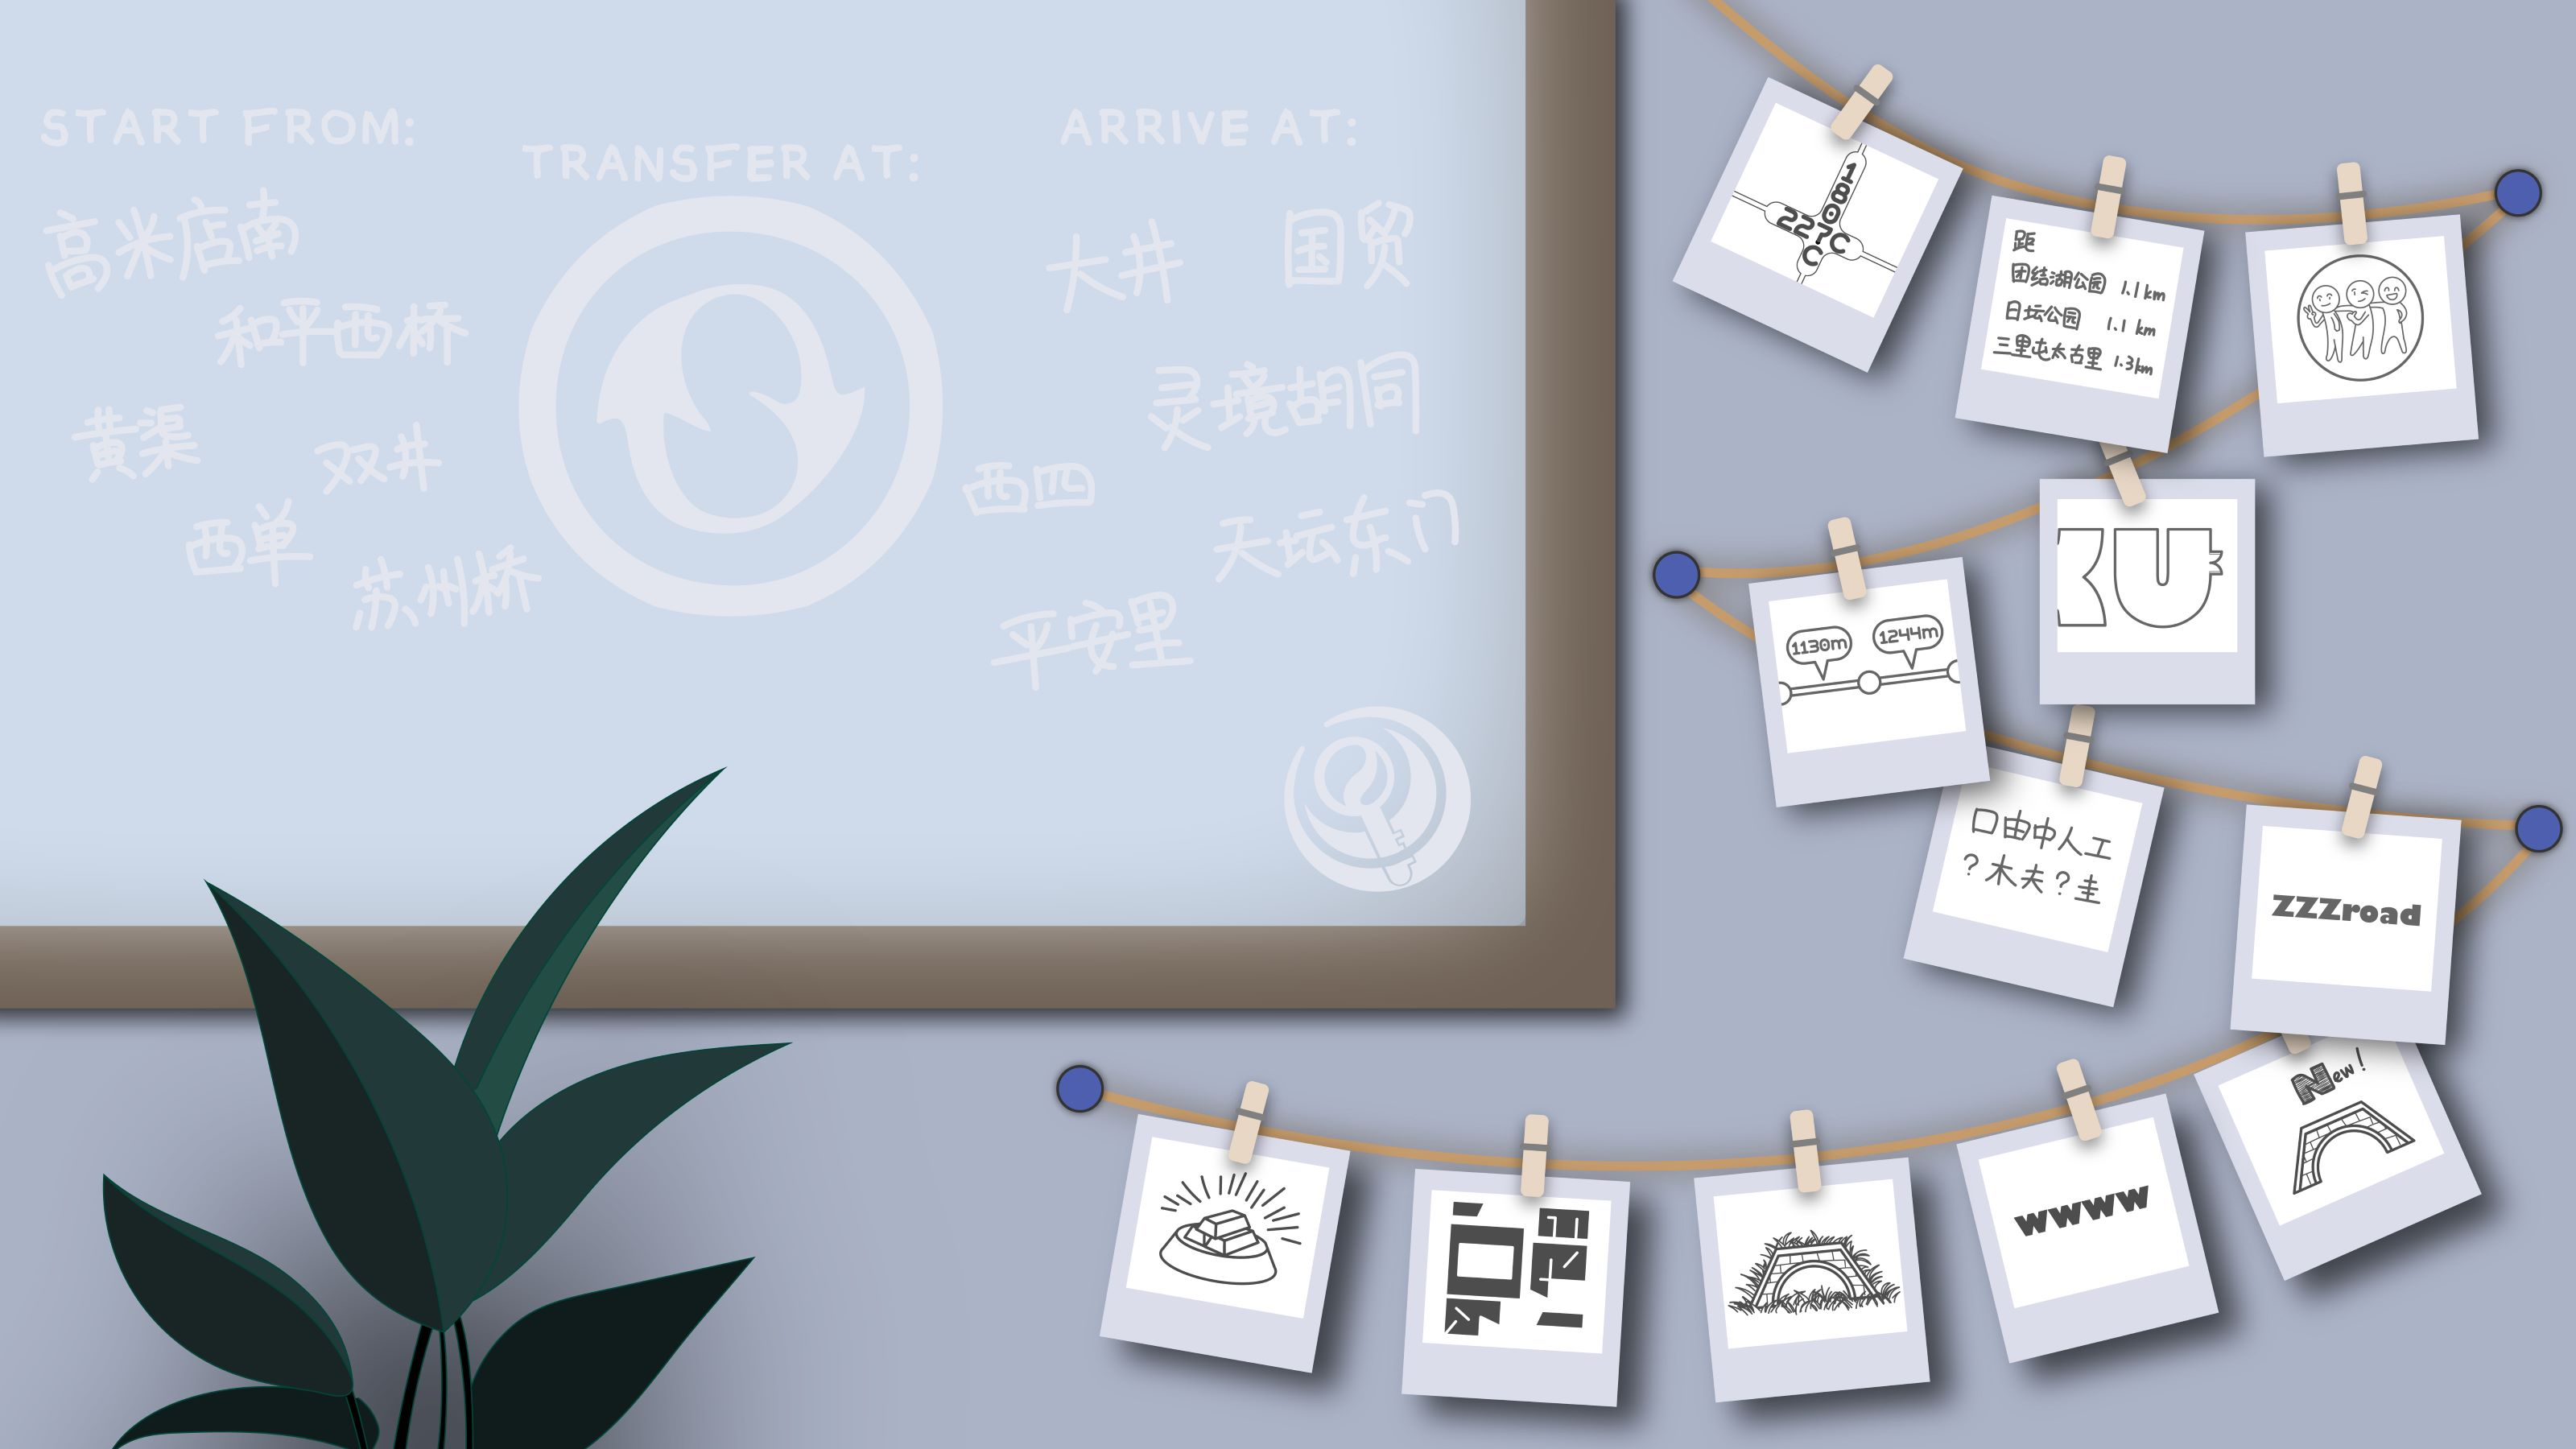 START FROM:
TRANSFER AT:
ARRIVE AT:
高米店南
和平西桥
黄渠
双井
西单
苏州桥
大井
国贸
灵境胡同
西四
天坛东门
平安里
180?C
227C
距
团结湖公园 1.1km
日坛公园 1.1km
三里屯太古里 1.3km
KU
1130m
1244m
口由中人工
?木夫?圭
ZZZroad
New!
wwww